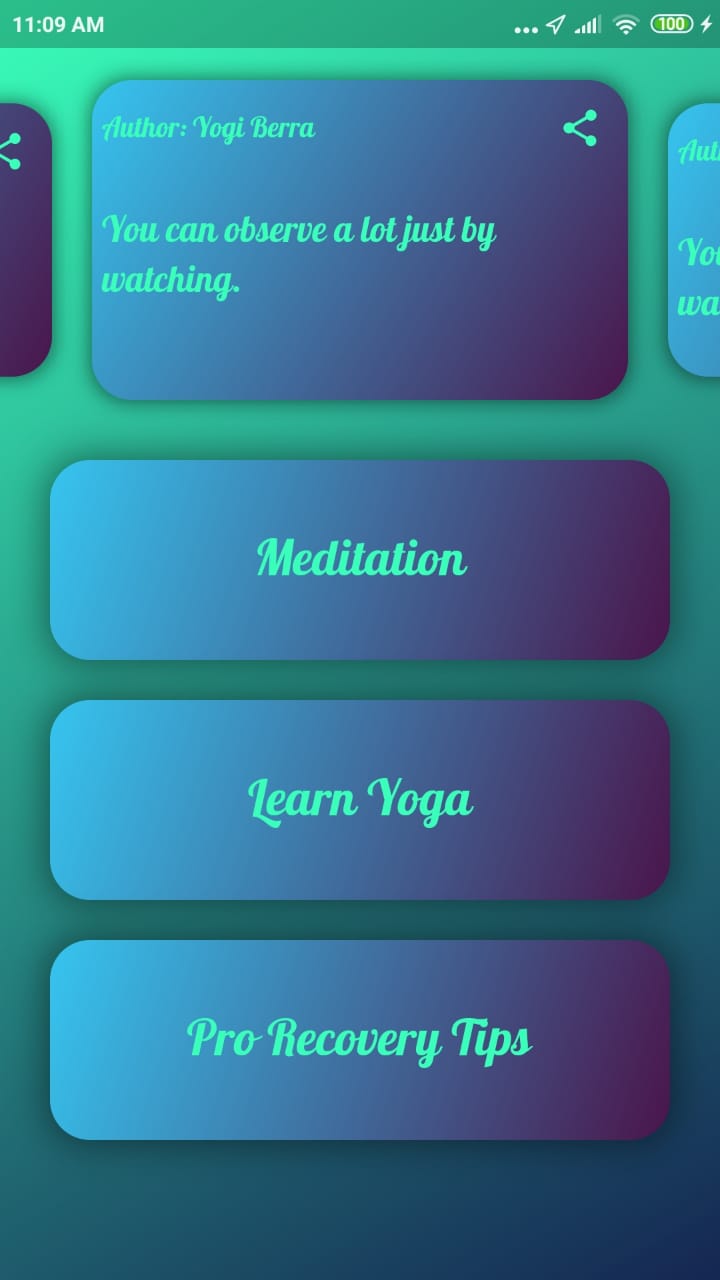 11:09 AM
100
Author: Yogi Berra
Aut
You can observe a lot just by
watching.
You
wa
Meditation
Learn Yoga
Pro Recovery Tips